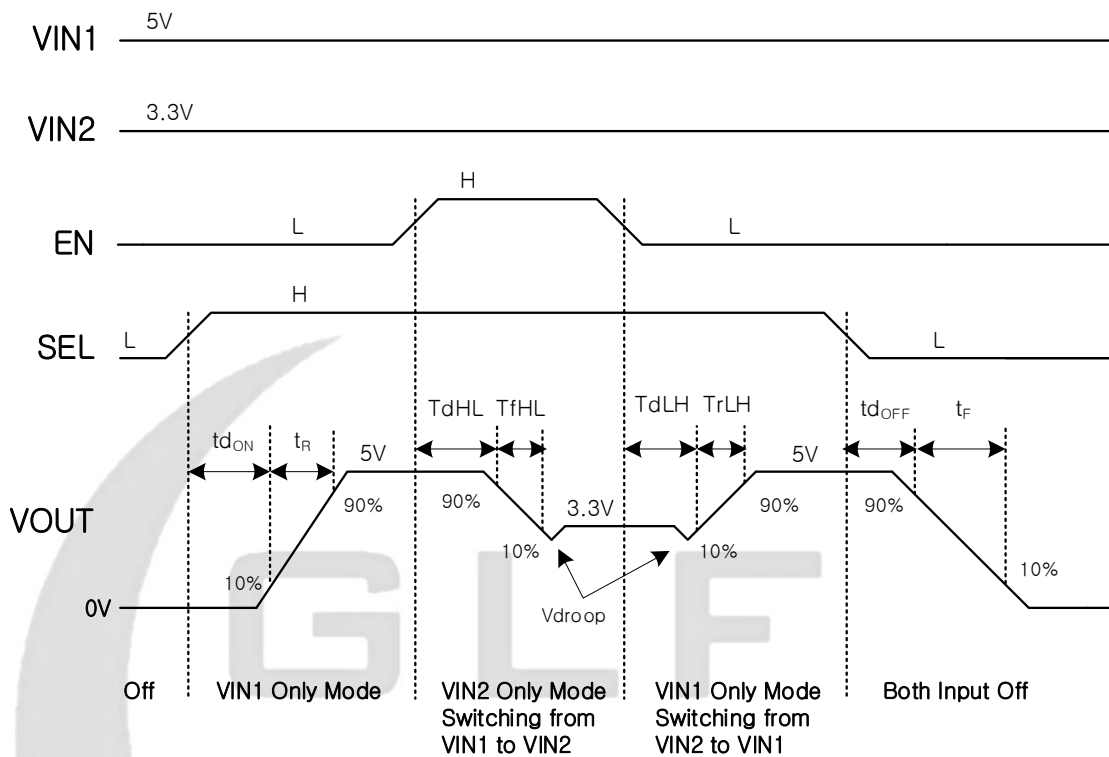 VIN1
5V
VIN2
3.3V
EN
L
H
L
SEL
L
H
L
tdON
tR
TdHL
TfHL
TdLH
TrLH
tdOFF
tF
VOUT
0V
10%
90%
5V
90%
10%
3.3V
Vdroop
10%
90%
5V
90%
10%
GLF
Off
VIN1 Only Mode
VIN2 Only Mode
Switching from
VIN1 to VIN2
VIN1 Only Mode
Switching from
VIN2 to VIN1
Both Input Off